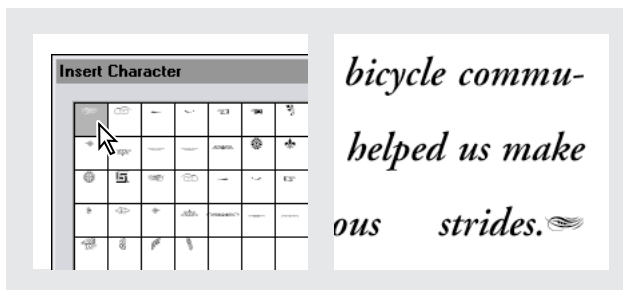 Insert Character
bicycle commu-
helped us make
ous strides.